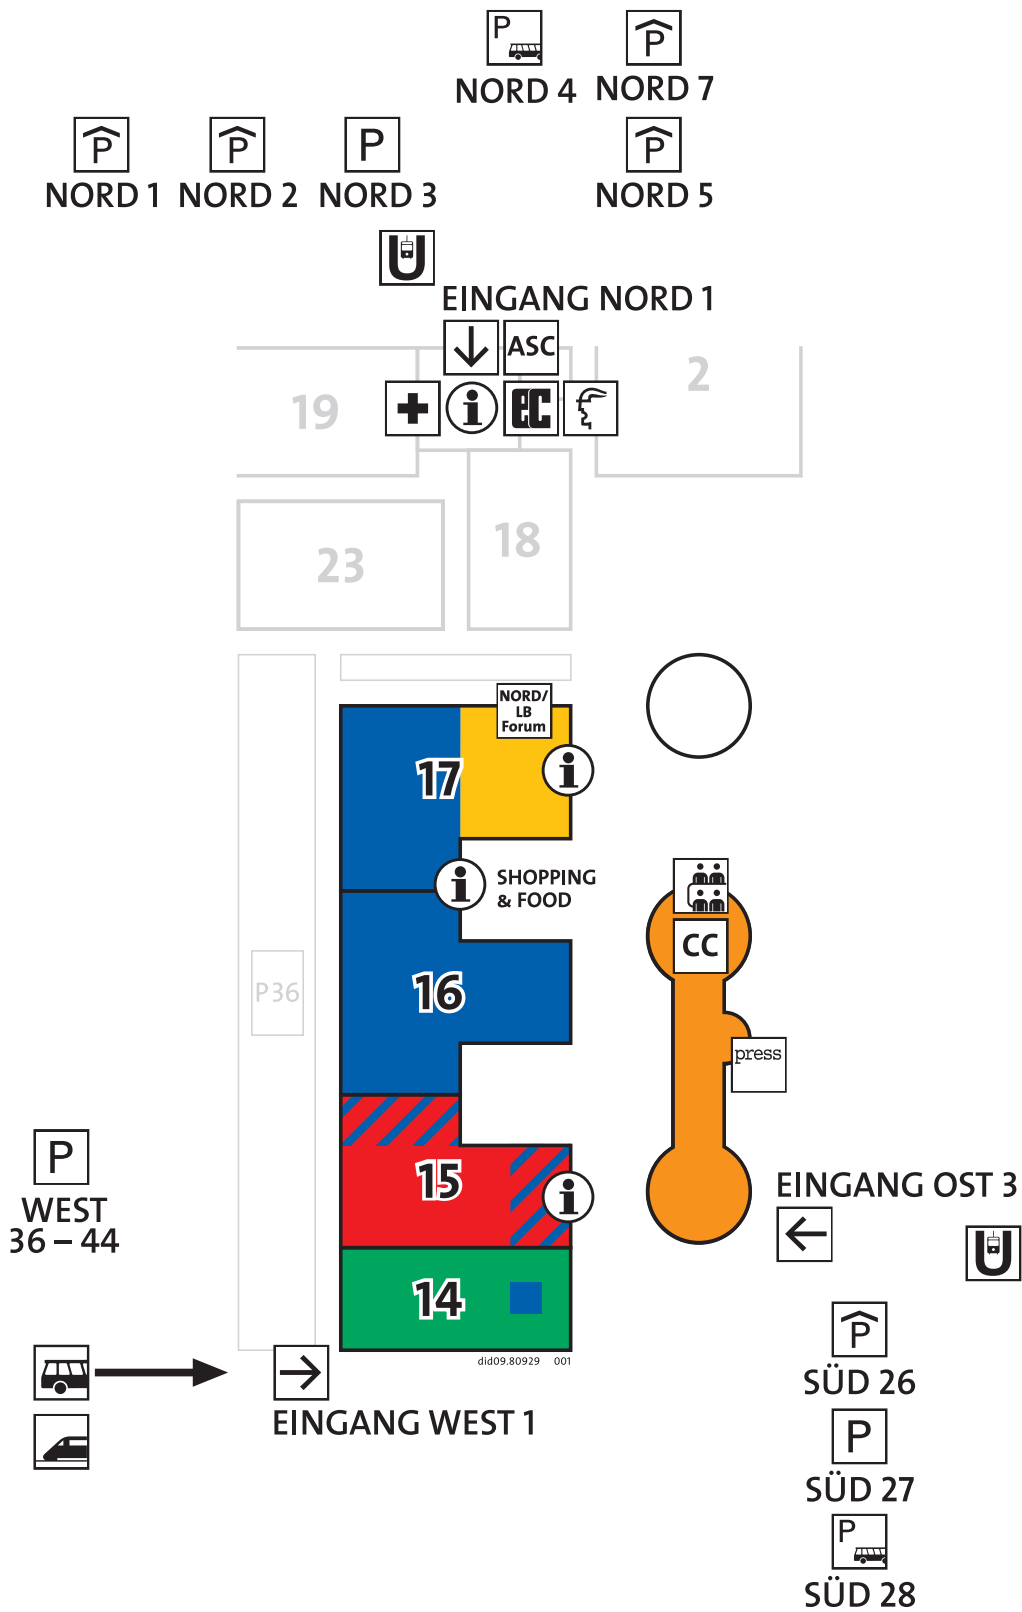 P
P
NORD 4
NORD 7
P
P
P
P
NORD 1
NORD 2
NORD 3
NORD 5
U
EINGANG NORD 1
ASC
2
19
i
EC
18
23
NORD/
LB
Forum
17
i
i
SHOPPING
& FOOD
CC
16
P36
press
P
WEST
36 – 44
15
i
EINGANG OST 3
U
14
P
SÜD 26
did09.80929 001
EINGANG WEST 1
P
SÜD 27
P
SÜD 28